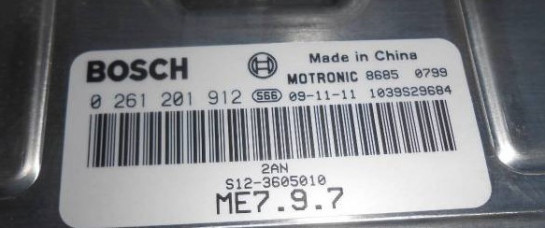 BOSCH Made in China
MOTRONIC 8685 0799
0 261 201 912 S66 09-11-11 1039S29684
2AN
S12-3605010
ME7.9.7